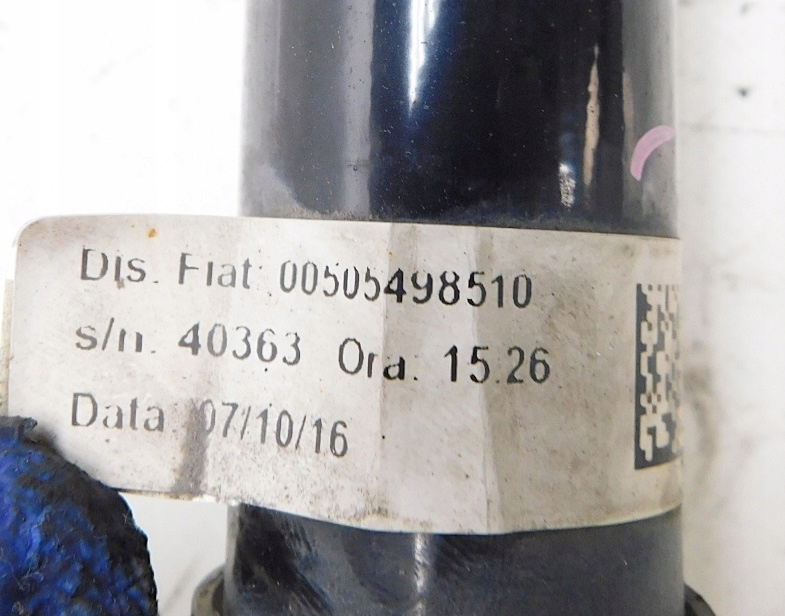 Dis. Fiat 00505498510
s/n. 40363 Ora. 15.26
Data 07/10/16